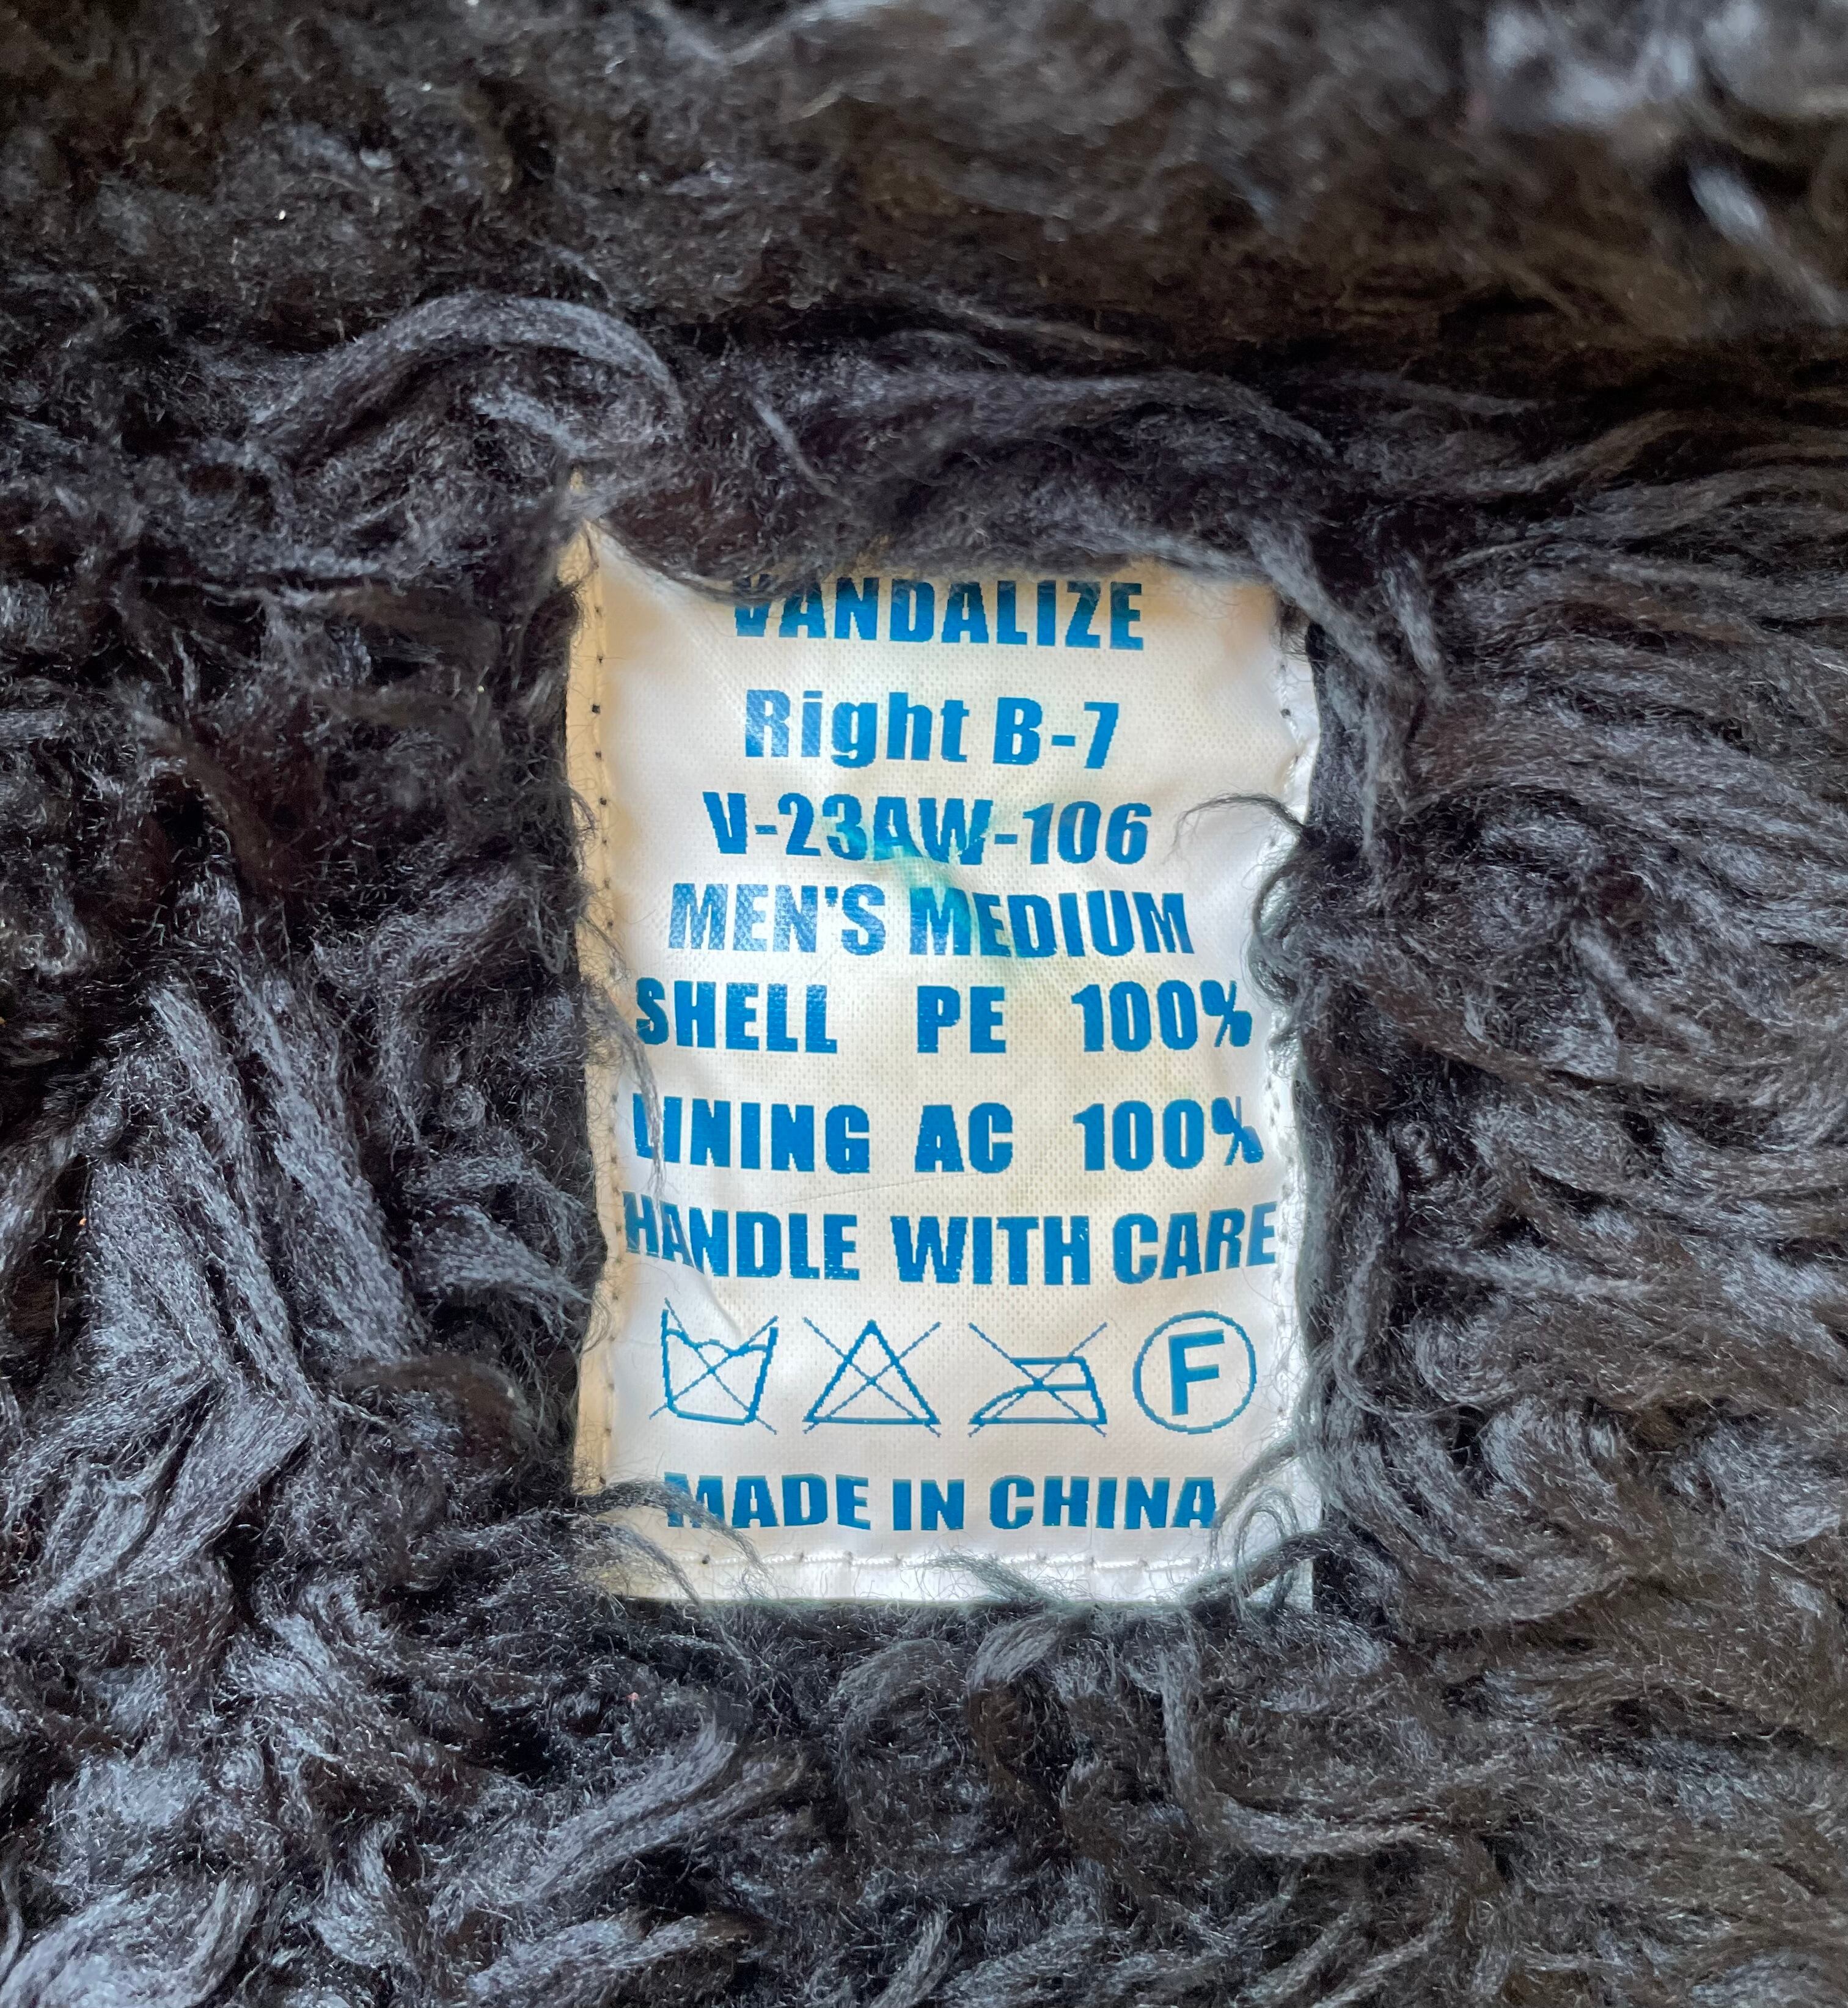 VANDALIZE
Right B-7
V-23AW-106
MEN'S MEDIUM
SHELL PE 100%
LINING AC 100%
HANDLE WITH CARE
F
MADE IN CHINA